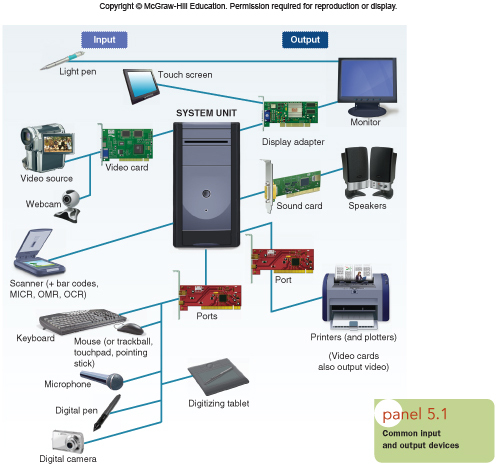 Copyright © McGraw-Hill Education. Permission required for reproduction or display.
Input
Output
Light pen
Touch screen
SYSTEM UNIT
Monitor
Display adapter
Video card
Video source
Webcam
Sound card
Speakers
Scanner (+ bar codes,
MICR, OMR, OCR)
Port
Ports
Keyboard
Mouse (or trackball,
touchpad, pointing
stick)
Printers (and plotters)
(Video cards
also output video)
Microphone
Digital pen
Digitizing tablet
Digital camera
panel 5.1
Common input
and output devices